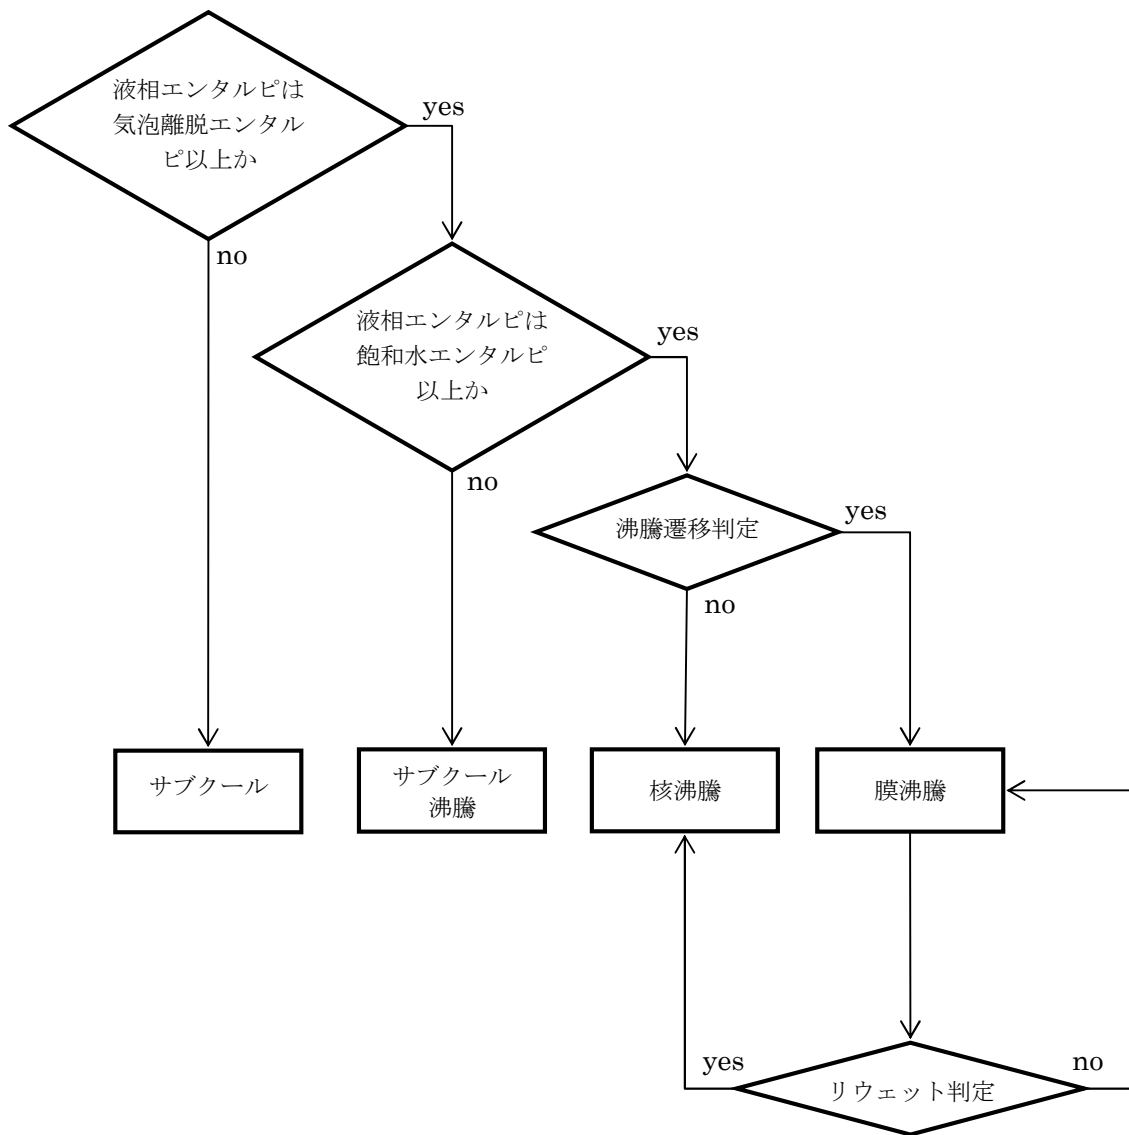 液相エンタルピは
気泡離脱エンタル
ピ以上か
yes
no
液相エンタルピは
飽和水エンタルピ
以上か
yes
no
沸騰遷移判定
yes
no
サブクール
サブクール
沸騰
核沸騰
膜沸騰
yes
リウェット判定
no